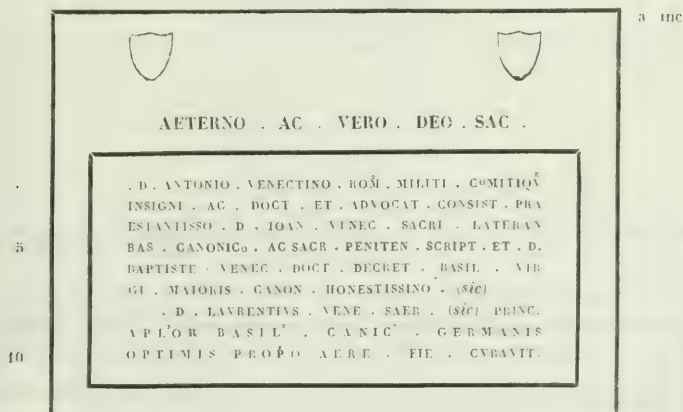 a inc
AETERNO . AC . VERO . DEO . SAC .
. D . ANTONIO . VENECTINO . ROM̄ . MILITI . COMITIQV̄
INSIGNI . AC . DOCT . ET . ADVOCAT . CONSIST . PRA
ESTANTISSO . D . IOAN . VENEC . SACRI . LATERAN
5 BAS . CANONICo . AC SACR . PENITEN . SCRIPT . ET . D.
BAPTISTE . VENEC . DOCT . DECRET . BASIL . VIR
GI . MAIORIS . CANON . HONESTISSINO . (sic)
. D . LAVRENTIVS . VENE . SAER . (sic) PRINC.
APL'OR BASIL' . CANIC' . GERMANIS
10 OPTIMIS PROPO AERE . FIE . CVRAVIT.